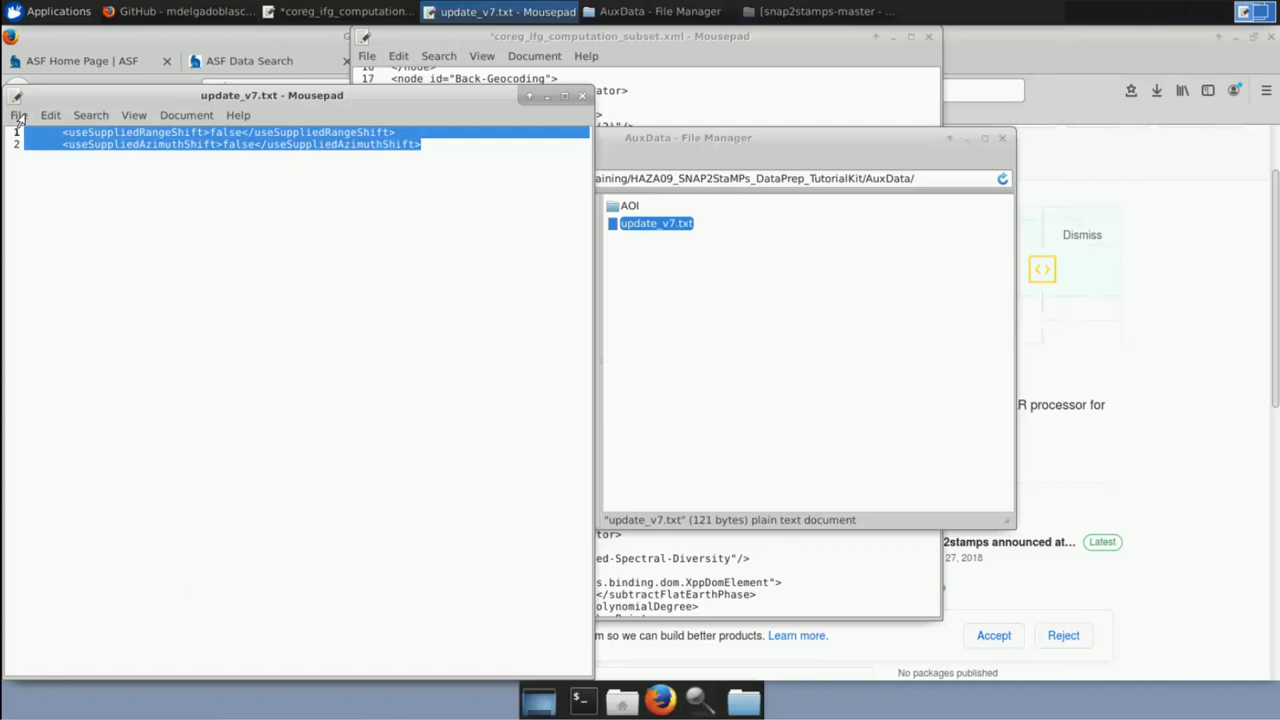 Applications
GitHub - mdelgadoblasc...
*coreg_ifg_computation...
update_v7.txt - Mousepad
AuxData - File Manager
[snap2stamps-master - ...
*coreg_ifg_computation_subset.xml - Mousepad
File Edit Search View Document Help
ASF Home Page | ASF
ASF Data Search
17 <node id="Back-Geocoding">
ator>
update_v7.txt - Mousepad
File Edit Search View Document Help
1 <useSuppliedRangeShift>false</useSuppliedRangeShift>
2 <useSuppliedAzimuthShift>false</useSuppliedAzimuthShift>
AuxData - File Manager
aining/HAZA09_SNAP2StaMPs_DataPrep_TutorialKit/AuxData/
AOI
update_v7.txt
"update_v7.txt" (121 bytes) plain text document
Dismiss
R processor for
tor>
ed-Spectral-Diversity"/>
s.binding.dom.XppDomElement">
</subtractFlatEarthPhase>
olynomialDegree>
2stamps announced at... Latest
27, 2018
m so we can build better products. Learn more.
Accept
Reject
No packages published